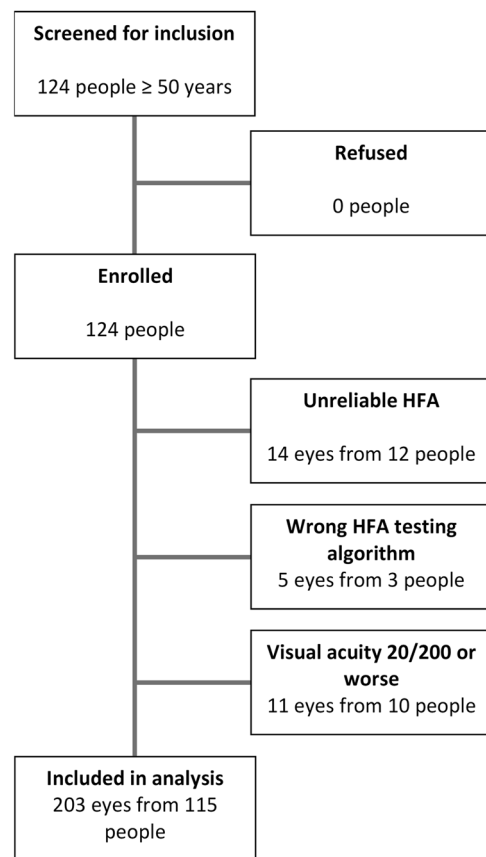 Screened for inclusion
124 people ≥ 50 years
Refused
0 people
Enrolled
124 people
Unreliable HFA
14 eyes from 12 people
Wrong HFA testing
algorithm
5 eyes from 3 people
Visual acuity 20/200 or
worse
11 eyes from 10 people
Included in analysis
203 eyes from 115
people